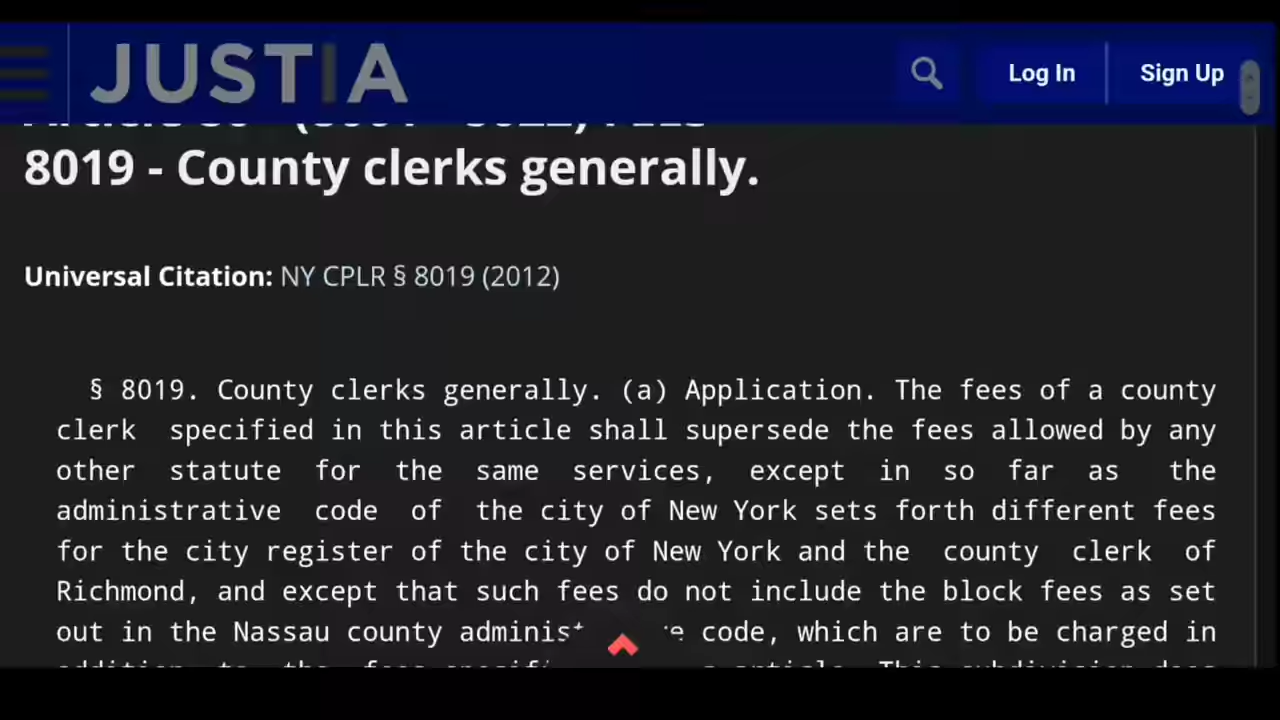 JUSTIA
Log In
Sign Up
8019 - County clerks generally.
Universal Citation: NY CPLR § 8019 (2012)
§ 8019. County clerks generally. (a) Application. The fees of a county
clerk specified in this article shall supersede the fees allowed by any
other statute for the same services, except in so far as the
administrative code of the city of New York sets forth different fees
for the city register of the city of New York and the county clerk of
Richmond, and except that such fees do not include the block fees as set
out in the Nassau county code, which are to be charged in